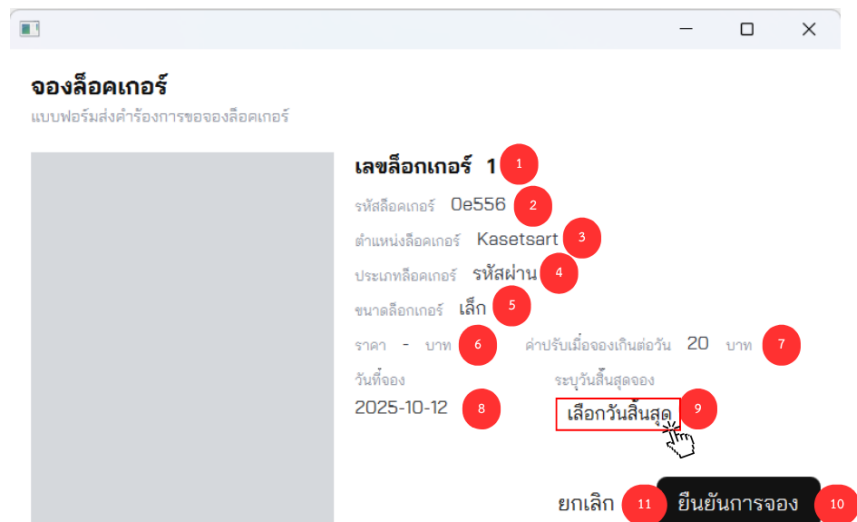 จองล็อคเกอร์
แบบฟอร์มส่งคำร้องการขอจองล็อคเกอร์
เลขล็อกเกอร์ 1 1
รหัสล็อคเกอร์ 0e556 2
ตำแหน่งล็อคเกอร์ Kasetsart 3
ประเภทล็อคเกอร์ รหัสผ่าน 4
ขนาดล็อกเกอร์ เล็ก 5
ราคา - บาท 6 ค่าปรับเมื่อจองเกินต่อวัน 20 บาท 7
วันที่จอง ระบุวันสิ้นสุดจอง
2025-10-12 8 เลือกวันสิ้นสุด 9
ยกเลิก 11 ยืนยันการจอง 10